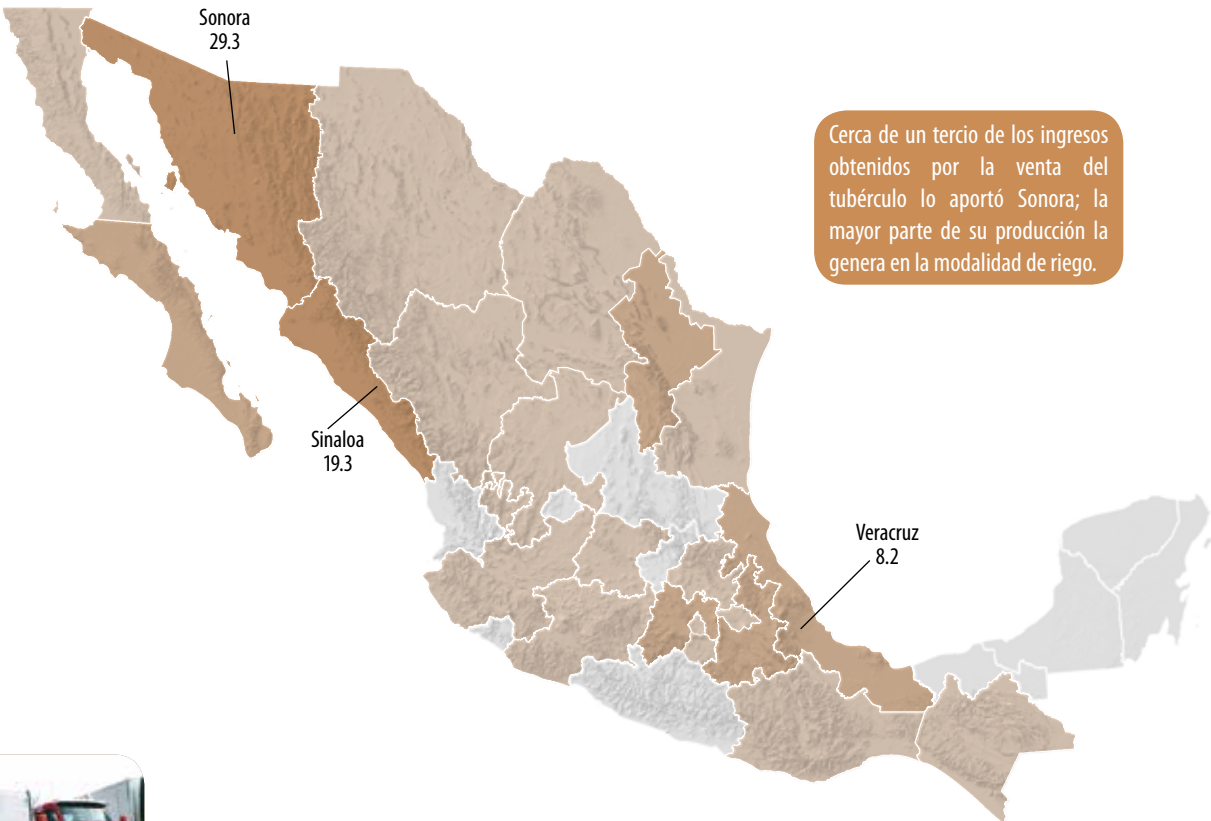 Sonora
29.3
Cerca de un tercio de los ingresos
obtenidos por la venta del
tubérculo lo aportó Sonora; la
mayor parte de su producción la
genera en la modalidad de riego.
Sinaloa
19.3
Veracruz
8.2